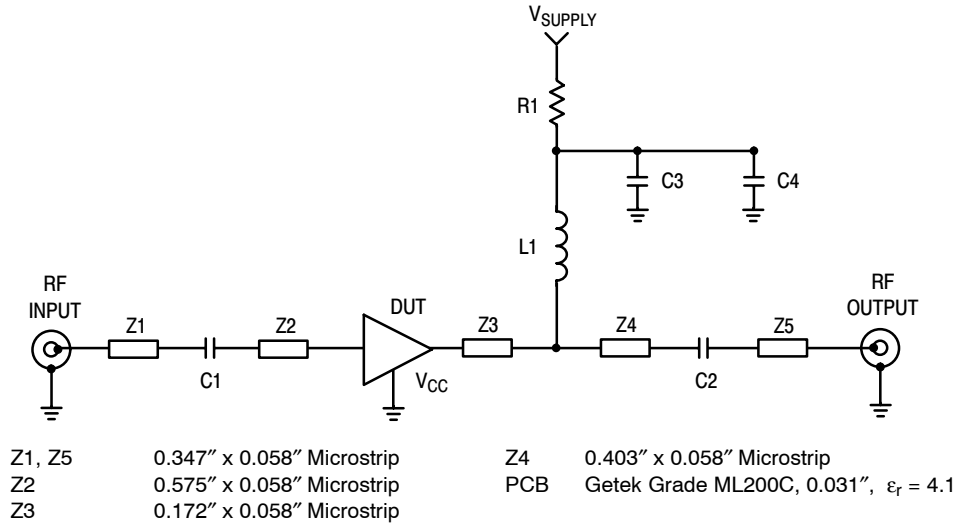 VSUPPLY
R1
C3
C4
L1
RF
INPUT
Z1
C1
Z2
DUT
VCC
Z3
Z4
C2
Z5
RF
OUTPUT
Z1, Z5 0.347″ x 0.058″ Microstrip
Z2 0.575″ x 0.058″ Microstrip
Z3 0.172″ x 0.058″ Microstrip
Z4 0.403″ x 0.058″ Microstrip
PCB Getek Grade ML200C, 0.031″, εr = 4.1